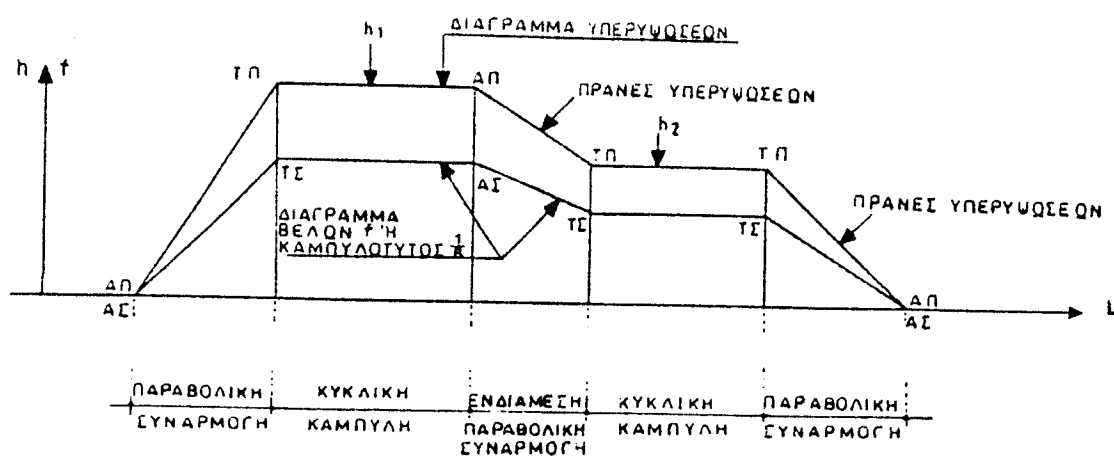 ΔΙΑΓΡΑΜΜΑ ΥΠΕΡΥΨΩΣΕΩΝ
h1
h f
ΤΠ
ΑΠ
ΠΡΑΝΕΣ ΥΠΕΡΥΨΩΣΕΩΝ
h2
ΤΠ
ΤΠ
ΤΣ
ΑΣ
ΠΡΑΝΕΣ ΥΠΕΡΥΨΩΣΕΩΝ
ΔΙΑΓΡΑΜΜΑ
ΒΕΛΩΝ f Ή
ΚΑΜΠΥΛΟΤΥΤΟΣ 1/R
ΤΣ
ΤΣ
ΑΠ
ΑΣ
ΑΠ
ΑΣ
L
ΠΑΡΑΒΟΛΙΚΗ
ΣΥΝΑΡΜΟΓΗ
ΚΥΚΛΙΚΗ
ΚΑΜΠΥΛΗ
ΕΝΔΙΑΜΕΣΗ
ΠΑΡΑΒΟΛΙΚΗ
ΣΥΝΑΡΜΟΓΗ
ΚΥΚΛΙΚΗ
ΚΑΜΠΥΛΗ
ΠΑΡΑΒΟΛΙΚΗ
ΣΥΝΑΡΜΟΓΗ